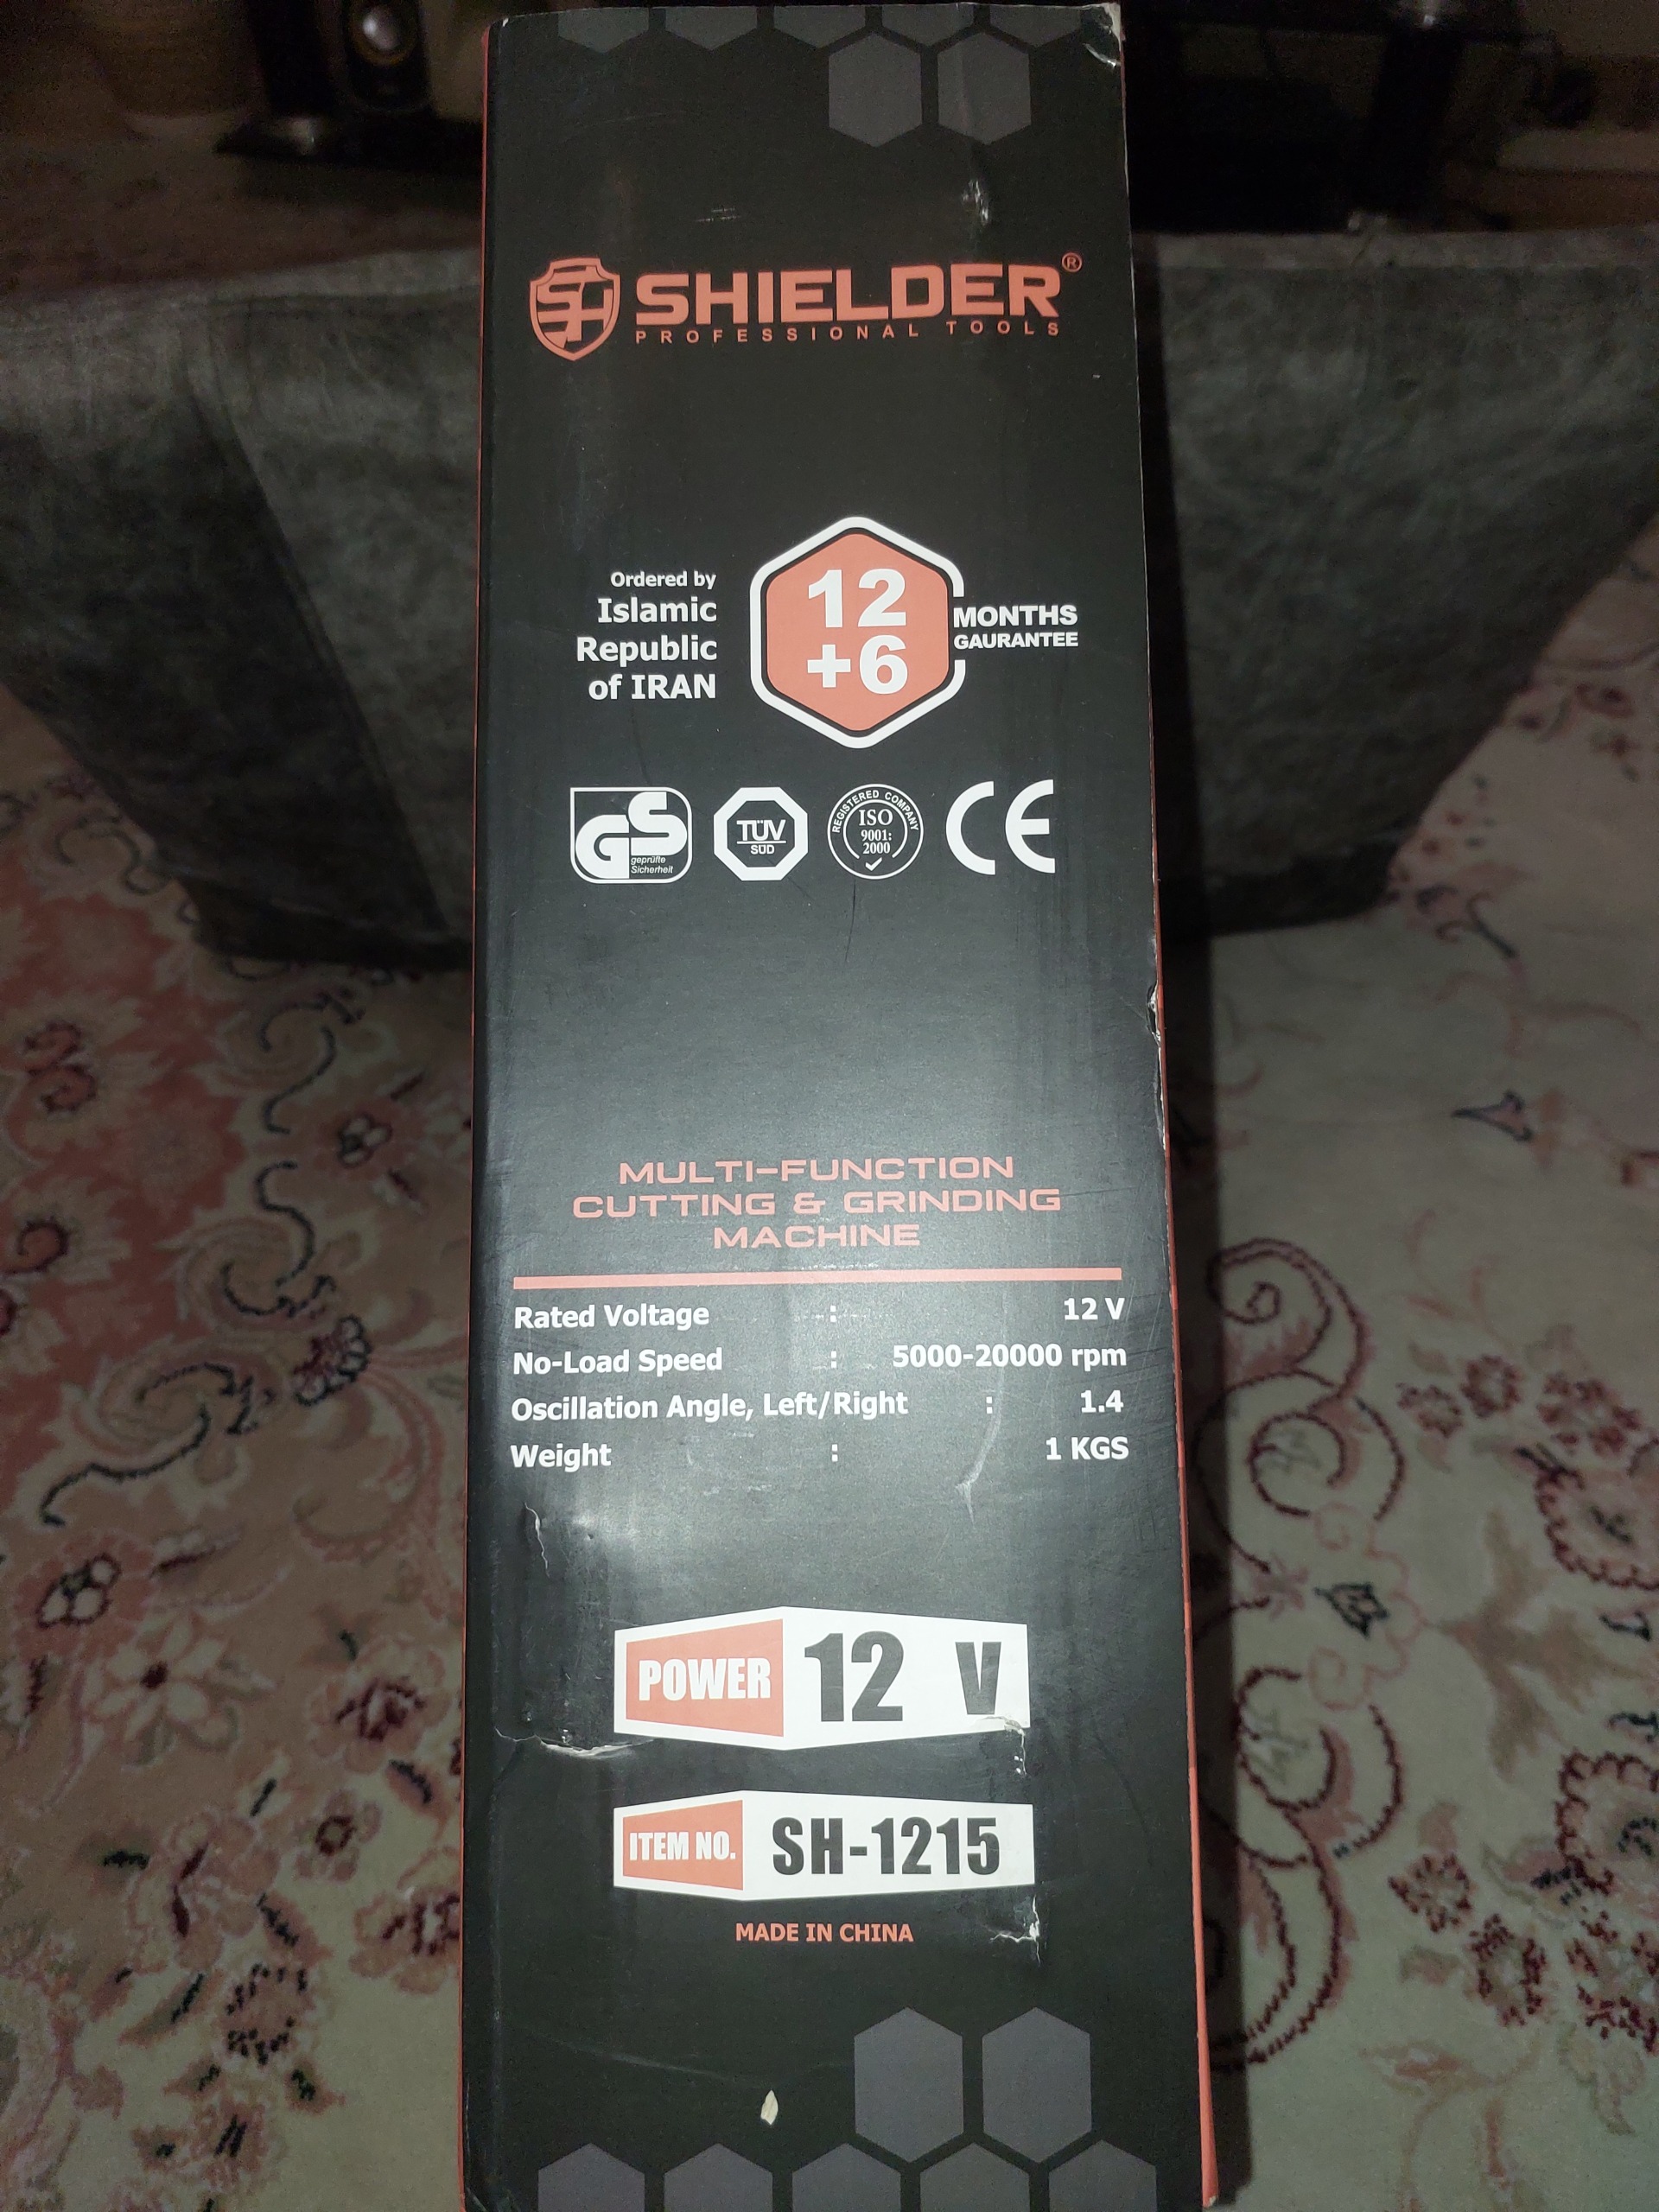 SH
SHIELDER®
PROFESSIONAL TOOLS
Ordered by
Islamic
Republic
of IRAN
12
+6
MONTHS
GAURANTEE
GS
geprüfte
Sicherheit
TÜV
SÜD
REGISTERED COMPANY
ISO
9001:
2000
CE
MULTI-FUNCTION
CUTTING & GRINDING
MACHINE
Rated Voltage : 12 V
No-Load Speed : 5000-20000 rpm
Oscillation Angle, Left/Right : 1.4
Weight : 1 KGS
POWER 12 V
ITEM NO. SH-1215
MADE IN CHINA